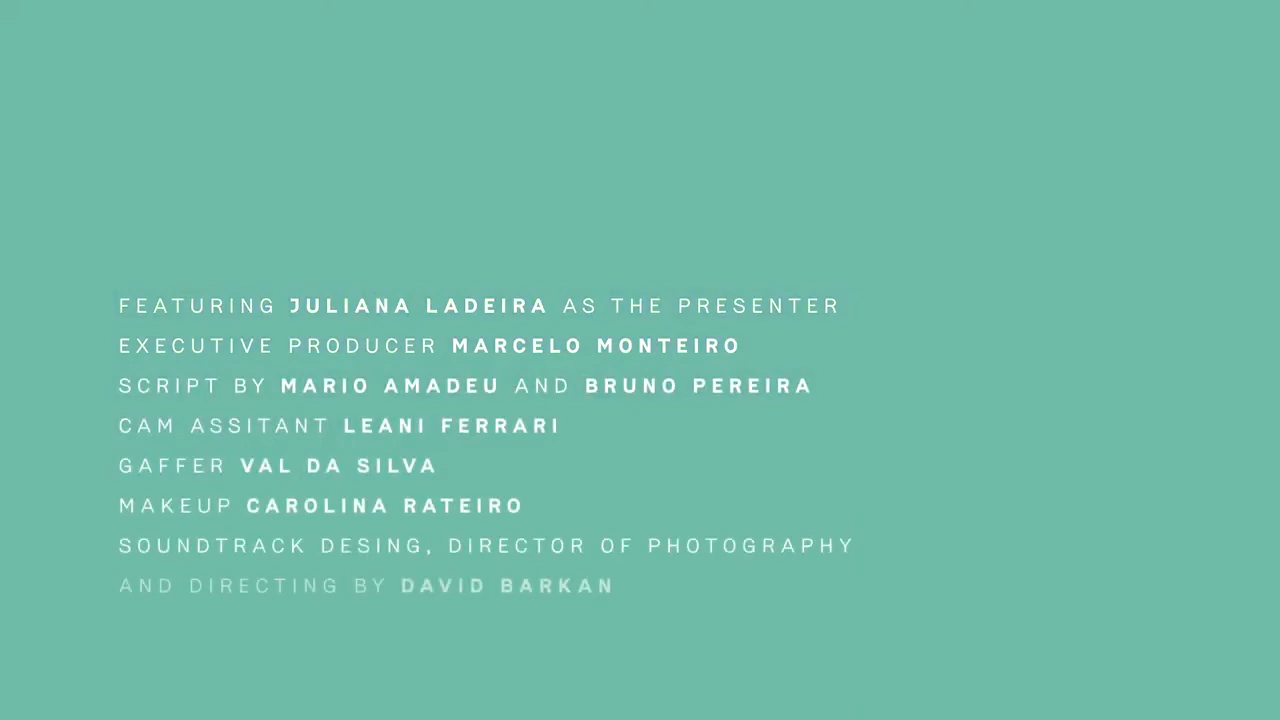 FEATURING JULIANA LADEIRA AS THE PRESENTER
EXECUTIVE PRODUCER MARCELO MONTEIRO
SCRIPT BY MARIO AMADEU AND BRUNO PEREIRA
CAM ASSITANT LEANI FERRARI
GAFFER VAL DA SILVA
MAKEUP CAROLINA RATEIRO
SOUNDTRACK DESING, DIRECTOR OF PHOTOGRAPHY
AND DIRECTING BY DAVID BARKAN